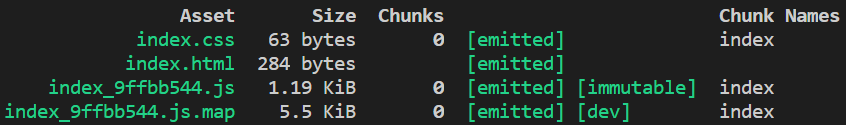 Asset Size Chunks Chunk Names
index.css 63 bytes 0 [emitted] index
index.html 284 bytes [emitted]
index_9ffbb544.js 1.19 KiB 0 [emitted] [immutable] index
index_9ffbb544.js.map 5.5 KiB 0 [emitted] [dev] index